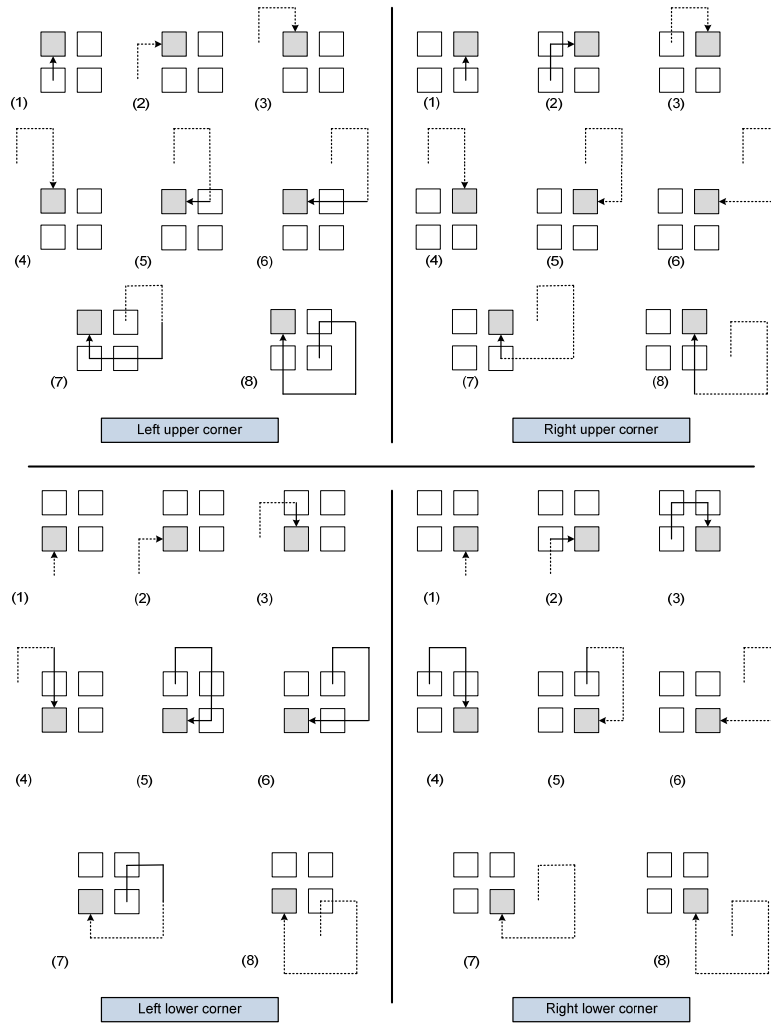 (1) (2) (3)
(4) (5) (6)
(7) (8)
Left upper corner
(1) (2) (3)
(4) (5) (6)
(7) (8)
Right upper corner
(1) (2) (3)
(4) (5) (6)
(7) (8)
Left lower corner
(1) (2) (3)
(4) (5) (6)
(7) (8)
Right lower corner